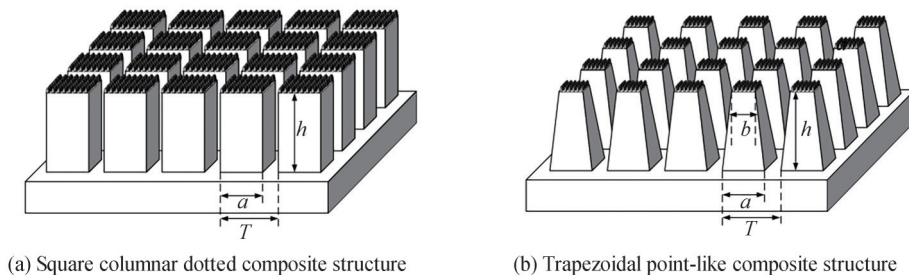 h
a
T
(a) Square columnar dotted composite structure
b
h
a
T
(b) Trapezoidal point-like composite structure